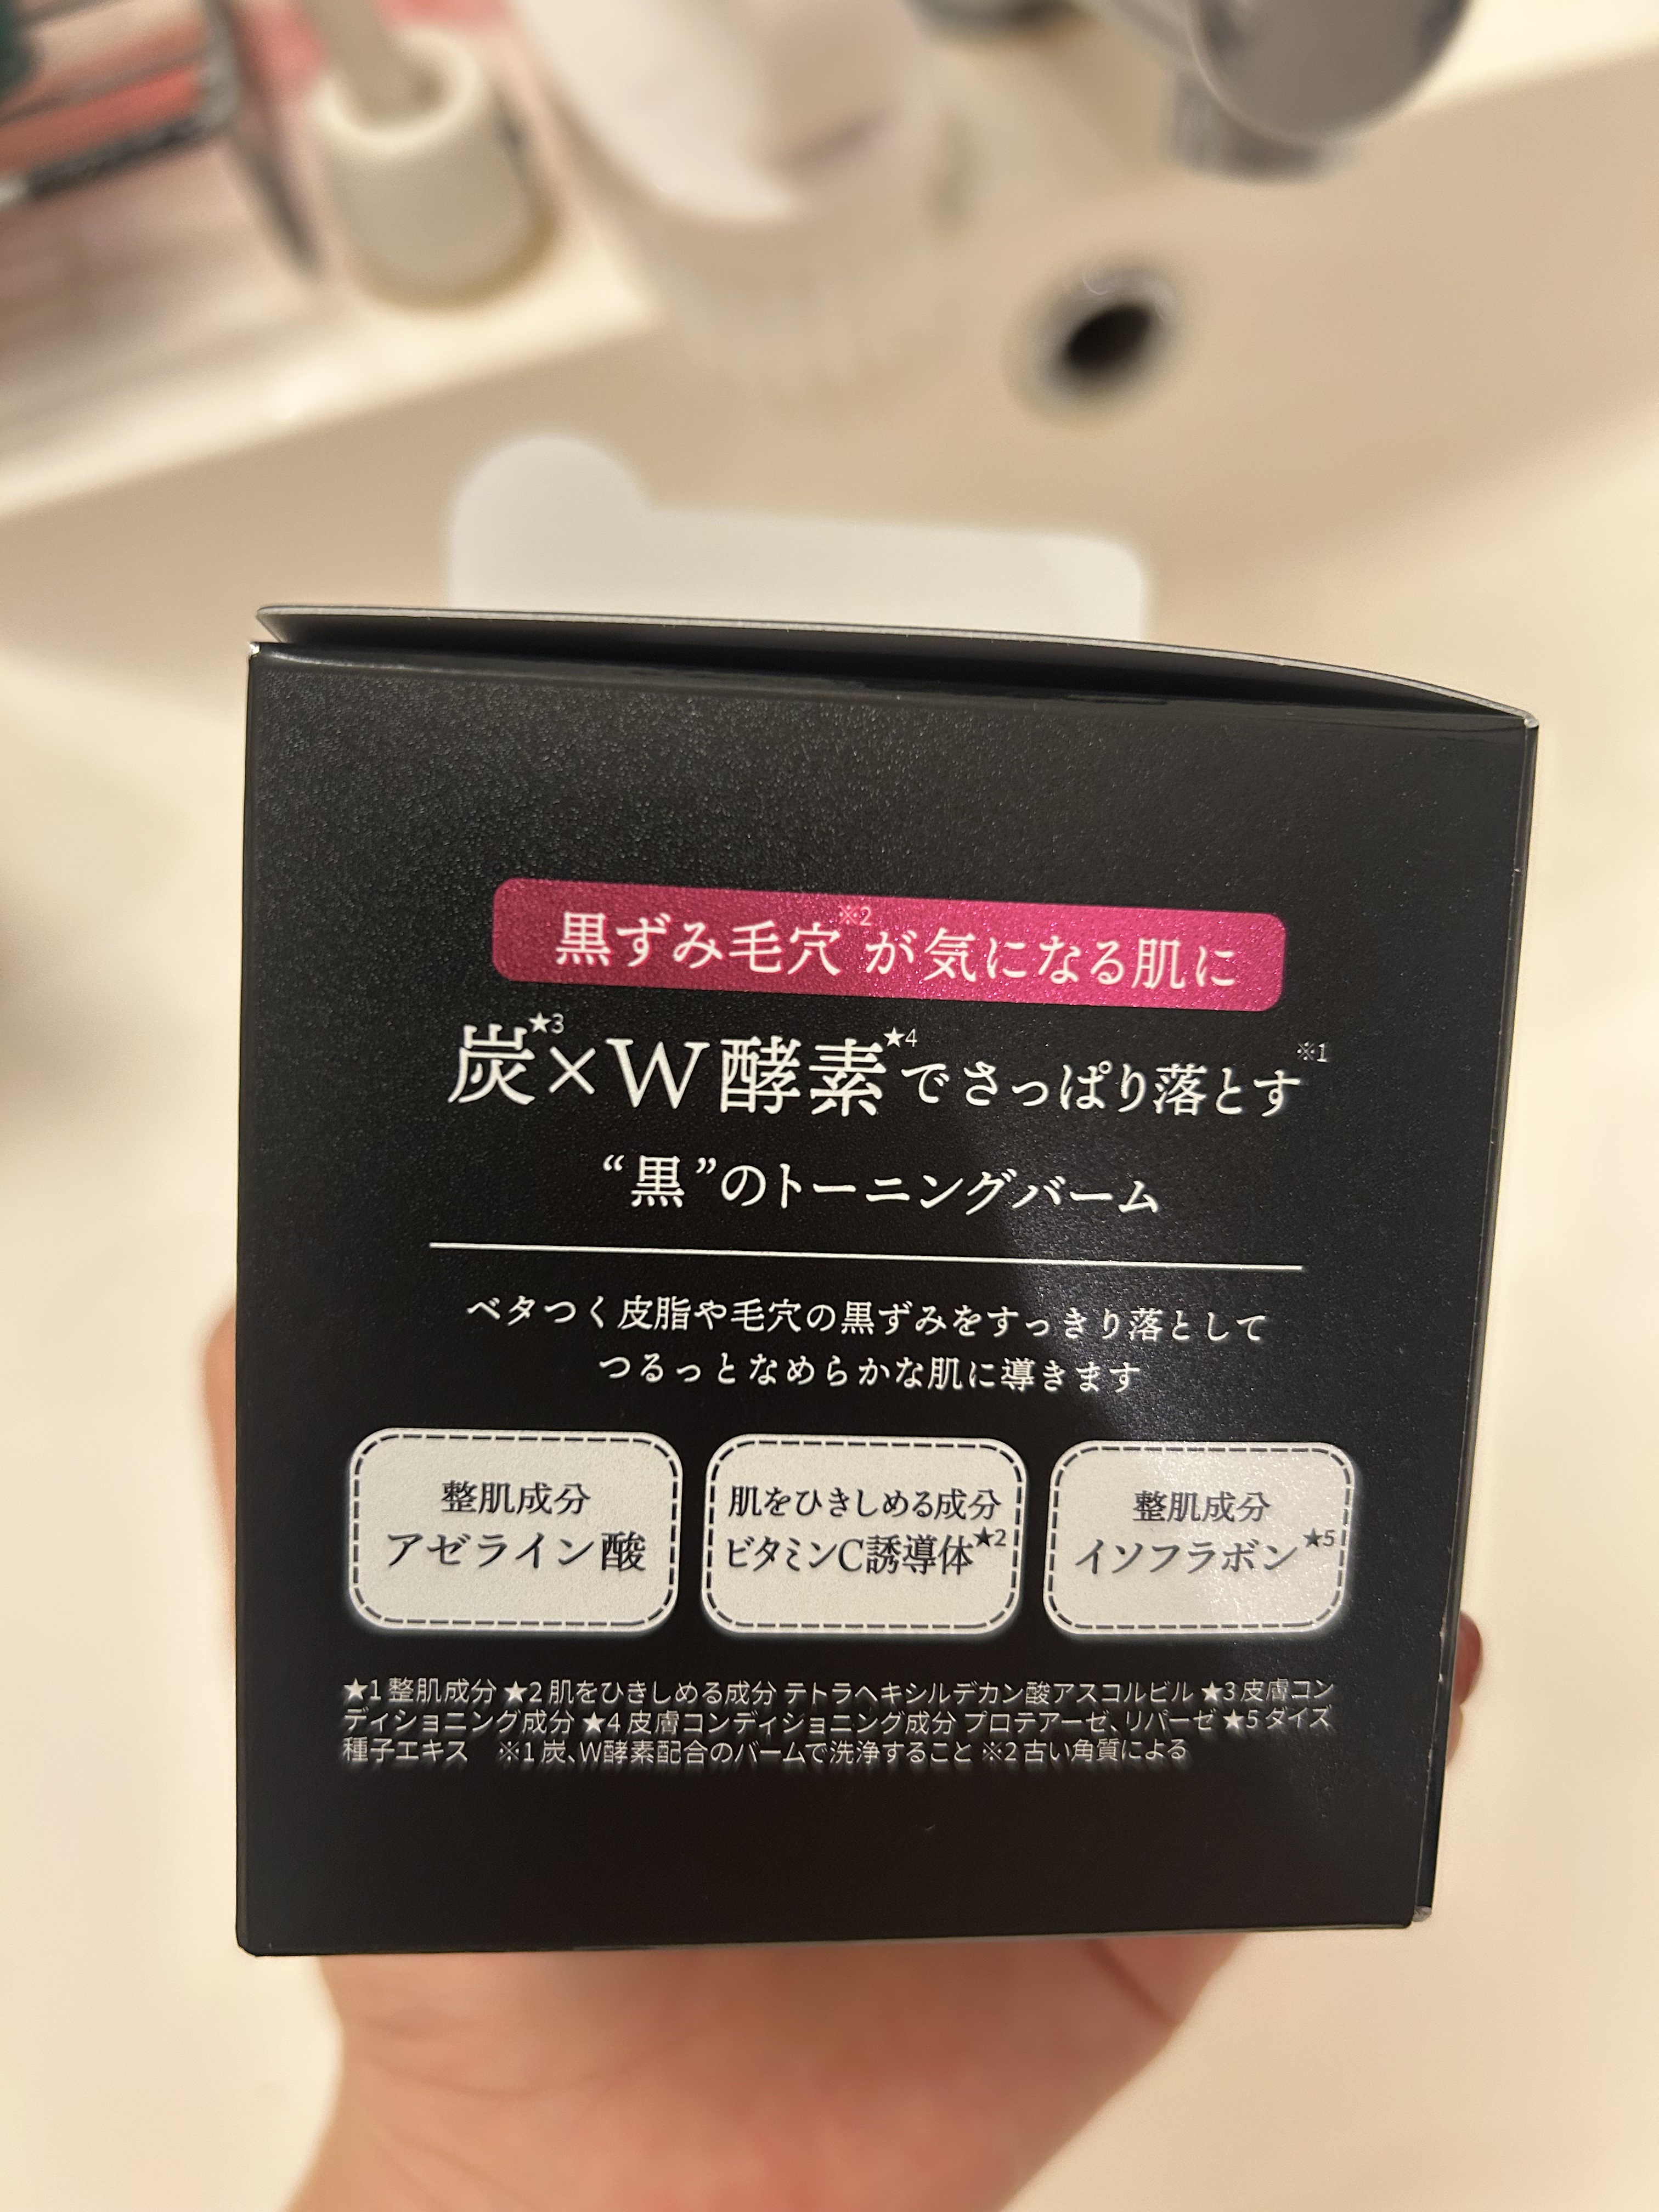 黒ずみ毛穴※2が気になる肌に
炭★3×W酵素★4でさっぱり落とす※1
“黒”のトーニングバーム
ベタつく皮脂や毛穴の黒ずみをすっきり落として
つるっとなめらかな肌に導きます
整肌成分
アゼライン酸
肌をひきしめる成分
ビタミンC誘導体★2
整肌成分
イソフラボン★5
★1 整肌成分 ★2 肌をひきしめる成分 テトラヘキシルデカン酸アスコルビル ★3 皮膚コン
ディショニング成分 ★4 皮膚コンディショニング成分 プロテアーゼ、リパーゼ ★5 ダイズ
種子エキス ※1 炭、W酵素配合のバームで洗浄すること ※2 古い角質による